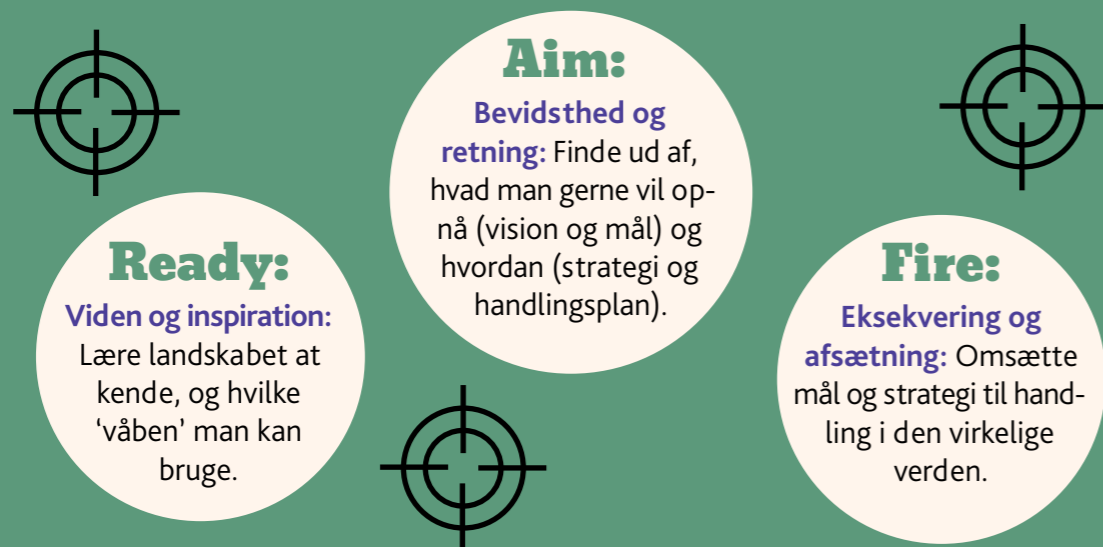 Ready:
Viden og inspiration:
Lære landskabet at
kende, og hvilke
‘våben’ man kan
bruge.
Aim:
Bevidsthed og
retning: Finde ud af,
hvad man gerne vil op-
nå (vision og mål) og
hvordan (strategi og
handlingsplan).
Fire:
Eksekvering og
afsætning: Omsætte
mål og strategi til hand-
ling i den virkelige
verden.